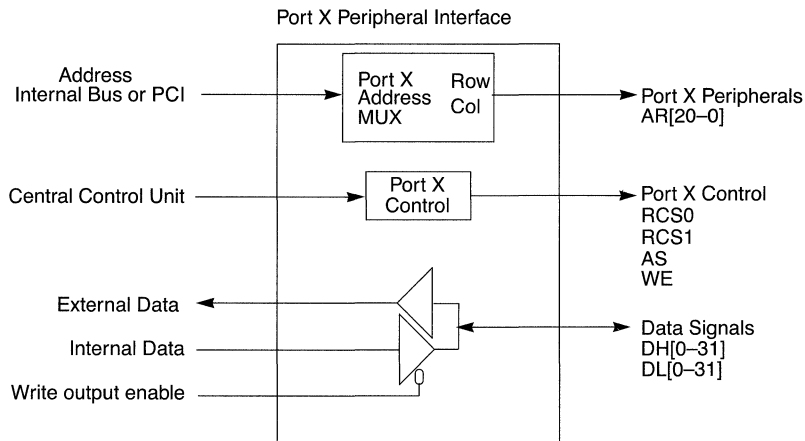 Port X Peripheral Interface
Address
Internal Bus or PCI
Port X
Address
MUX
Row
Col
Port X Peripherals
AR[20–0]
Central Control Unit
Port X
Control
Port X Control
RCS0
RCS1
AS
WE
External Data
Internal Data
Write output enable
Data Signals
DH[0–31]
DL[0–31]